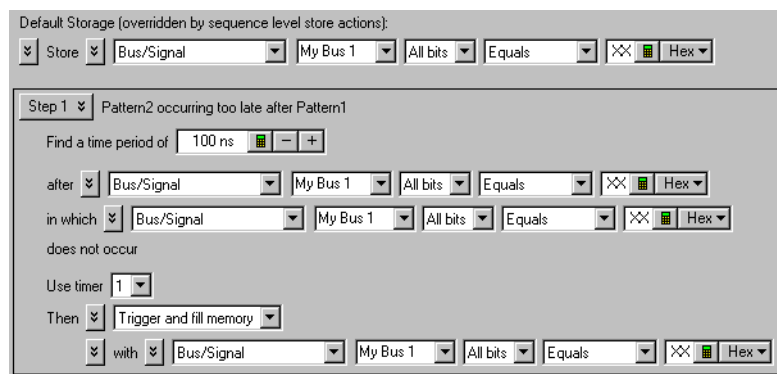 Default Storage (overridden by sequence level store actions):
Store Bus/Signal My Bus 1 All bits Equals XX Hex
Step 1 Pattern2 occurring too late after Pattern1
Find a time period of 100 ns − +
after Bus/Signal My Bus 1 All bits Equals XX Hex
in which Bus/Signal My Bus 1 All bits Equals XX Hex
does not occur
Use timer 1
Then Trigger and fill memory
with Bus/Signal My Bus 1 All bits Equals XX Hex